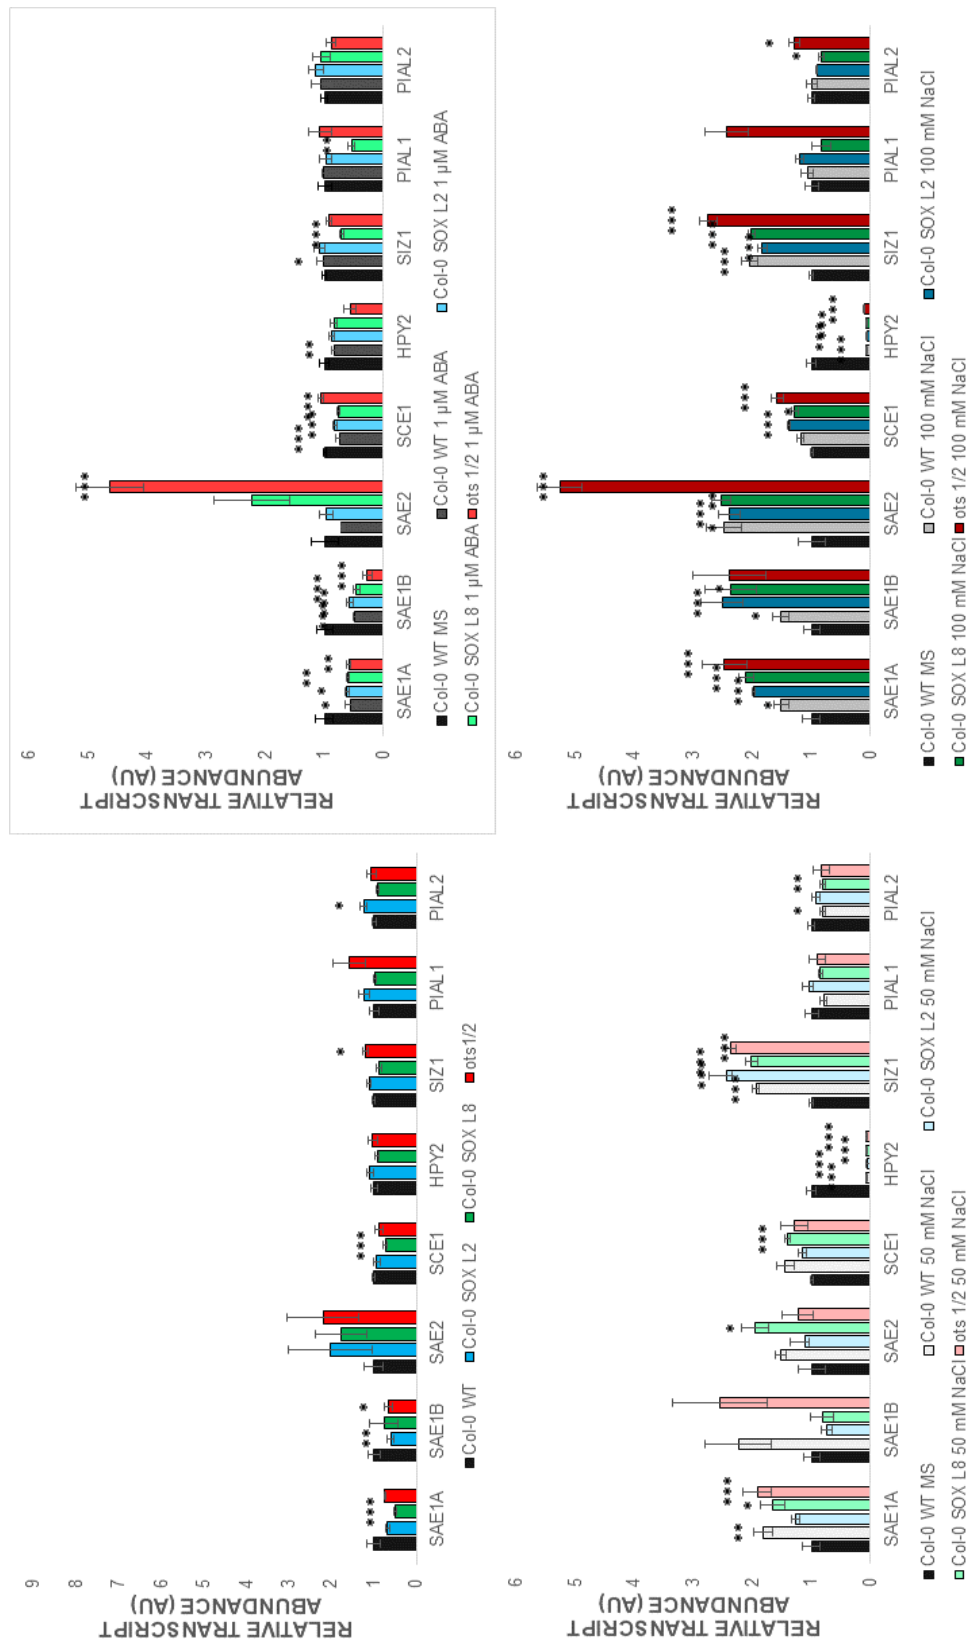 RELATIVE TRANSCRIPT
ABUNDANCE (AU)
9
8
7
6
5
4
3
2
1
0
SAE1A SAE1B SAE2 SCE1 HPY2 SIZ1 PIAL1 PIAL2
Col-0 WT Col-0 SOX L2 Col-0 SOX L8 ots1/2
RELATIVE TRANSCRIPT
ABUNDANCE (AU)
6
5
4
3
2
1
0
SAE1A SAE1B SAE2 SCE1 HPY2 SIZ1 PIAL1 PIAL2
Col-0 WT MS Col-0 WT 1 µM ABA Col-0 SOX L2 1 µM ABA
Col-0 SOX L8 1 µM ABA ots 1/2 1 µM ABA
RELATIVE TRANSCRIPT
ABUNDANCE (AU)
6
5
4
3
2
1
0
SAE1A SAE1B SAE2 SCE1 HPY2 SIZ1 PIAL1 PIAL2
Col-0 WT MS Col-0 WT 50 mM NaCl Col-0 SOX L2 50 mM NaCl
Col-0 SOX L8 50 mM NaCl ots 1/2 50 mM NaCl
RELATIVE TRANSCRIPT
ABUNDANCE (AU)
6
5
4
3
2
1
0
SAE1A SAE1B SAE2 SCE1 HPY2 SIZ1 PIAL1 PIAL2
Col-0 WT MS Col-0 WT 100 mM NaCl Col-0 SOX L2 100 mM NaCl
Col-0 SOX L8 100 mM NaCl ots 1/2 100 mM NaCl